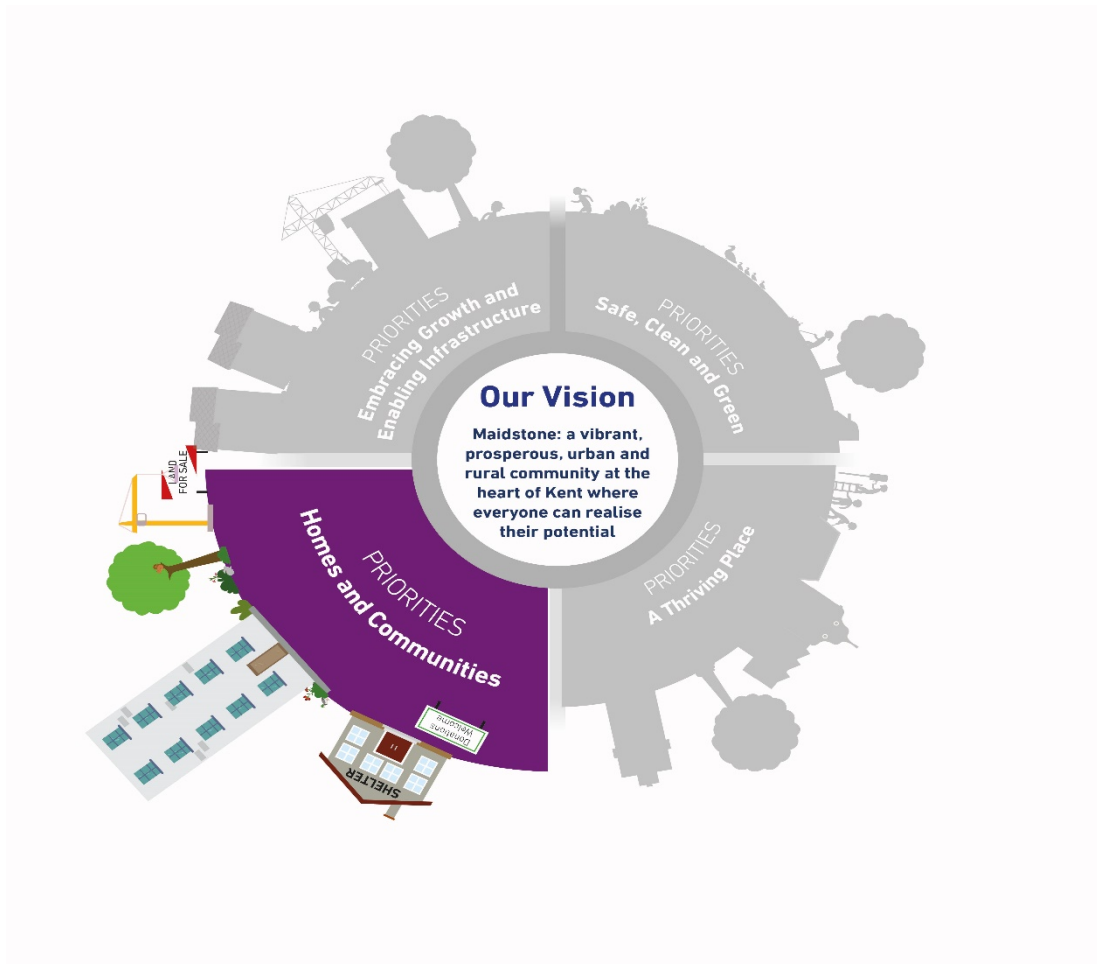 PRIORITIES
Embracing Growth and
Enabling Infrastructure
PRIORITIES
Safe, Clean and Green
Our Vision
Maidstone: a vibrant,
prosperous, urban and
rural community at the
heart of Kent where
everyone can realise
their potential
LAND
FOR SALE
PRIORITIES
Homes and Communities
PRIORITIES
A Thriving Place
Donations
Welcome
SHELTER
11